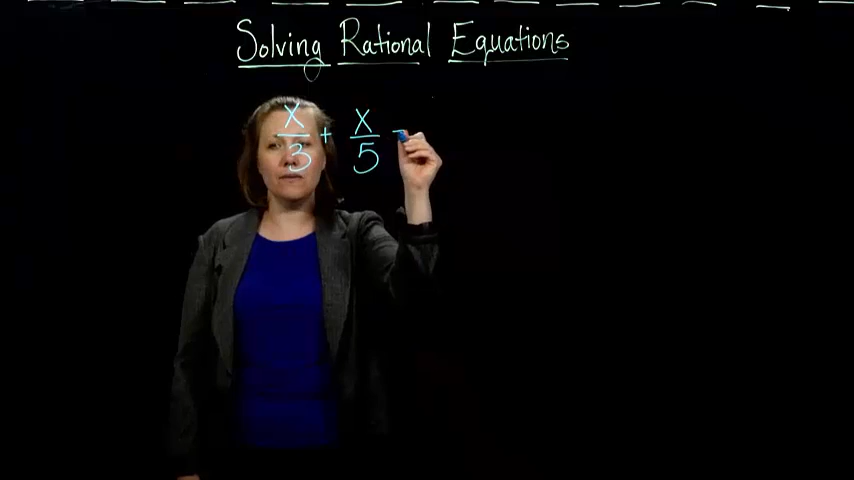 Solving Rational Equations
x/3 + x/5 -